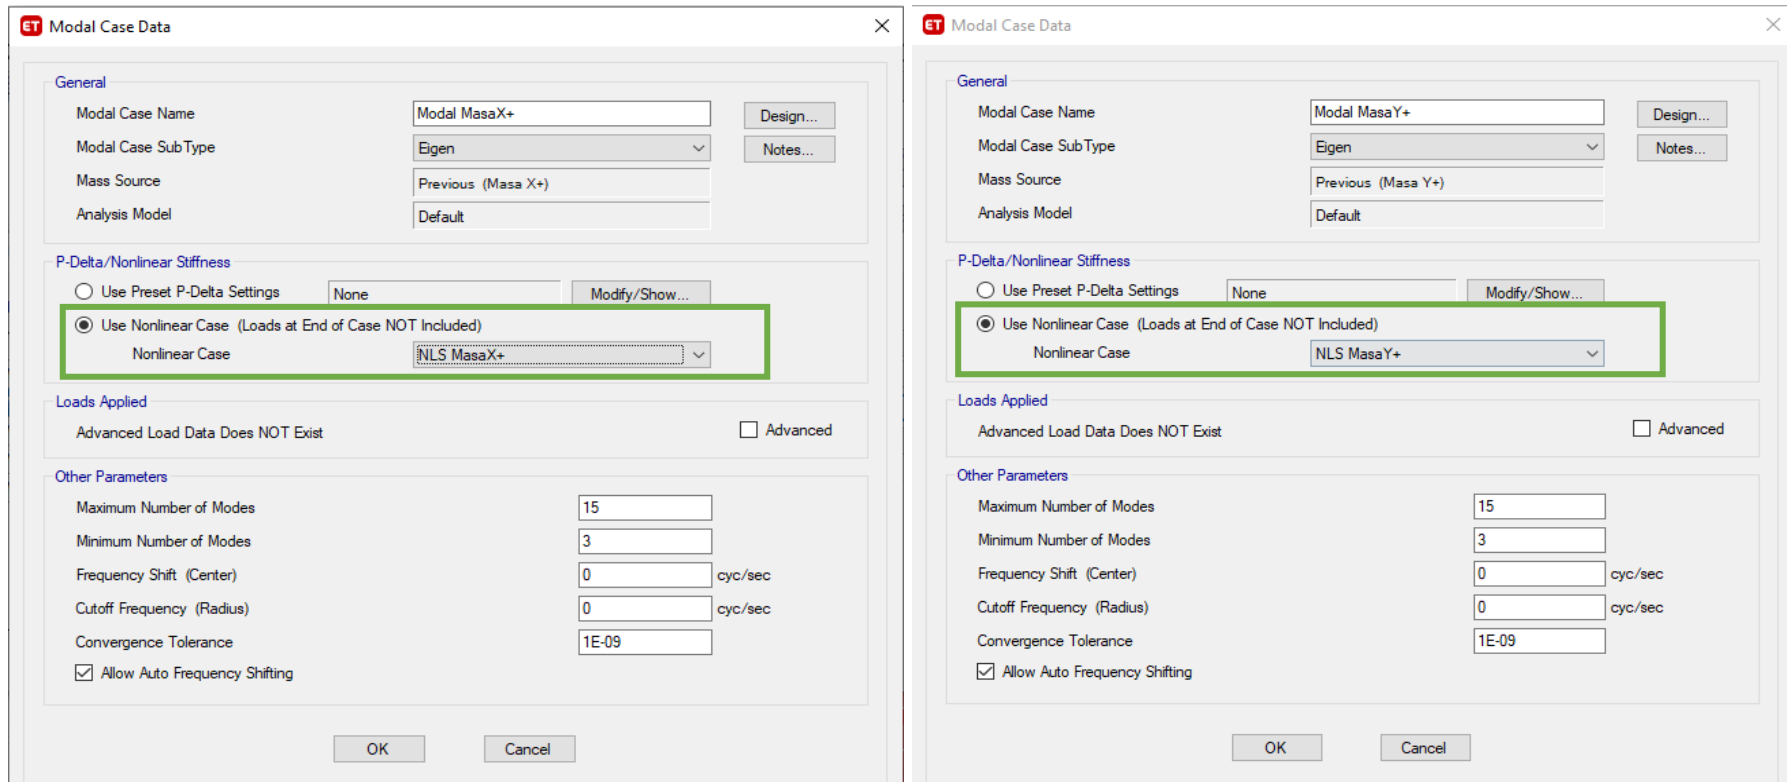 ET Modal Case Data
General
Modal Case Name Modal MasaX+ Design...
Modal Case SubType Eigen Notes...
Mass Source Previous (Masa X+)
Analysis Model Default
P-Delta/Nonlinear Stiffness
Use Preset P-Delta Settings None Modify/Show...
Use Nonlinear Case (Loads at End of Case NOT Included)
Nonlinear Case NLS MasaX+
Loads Applied
Advanced Load Data Does NOT Exist Advanced
Other Parameters
Maximum Number of Modes 15
Minimum Number of Modes 3
Frequency Shift (Center) 0 cyc/sec
Cutoff Frequency (Radius) 0 cyc/sec
Convergence Tolerance 1E-09
Allow Auto Frequency Shifting
OK Cancel
ET Modal Case Data
General
Modal Case Name Modal MasaY+ Design...
Modal Case SubType Eigen Notes...
Mass Source Previous (Masa Y+)
Analysis Model Default
P-Delta/Nonlinear Stiffness
Use Preset P-Delta Settings None Modify/Show...
Use Nonlinear Case (Loads at End of Case NOT Included)
Nonlinear Case NLS MasaY+
Loads Applied
Advanced Load Data Does NOT Exist Advanced
Other Parameters
Maximum Number of Modes 15
Minimum Number of Modes 3
Frequency Shift (Center) 0 cyc/sec
Cutoff Frequency (Radius) 0 cyc/sec
Convergence Tolerance 1E-09
Allow Auto Frequency Shifting
OK Cancel